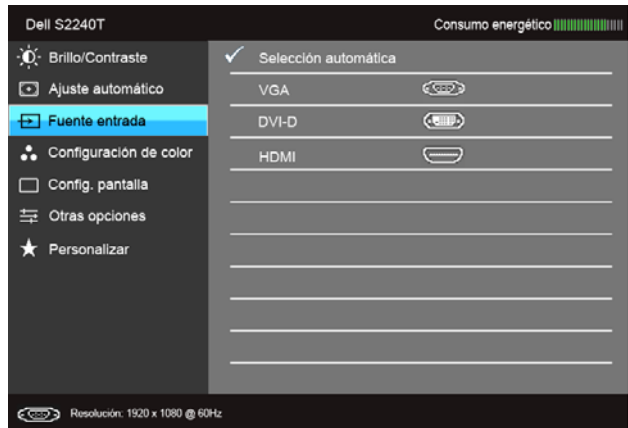 Dell S2240T
Consumo energético
Brillo/Contraste
Ajuste automático
Fuente entrada
Configuración de color
Config. pantalla
Otras opciones
Personalizar
Selección automática
VGA
DVI-D
HDMI
Resolución: 1920 x 1080 @ 60Hz